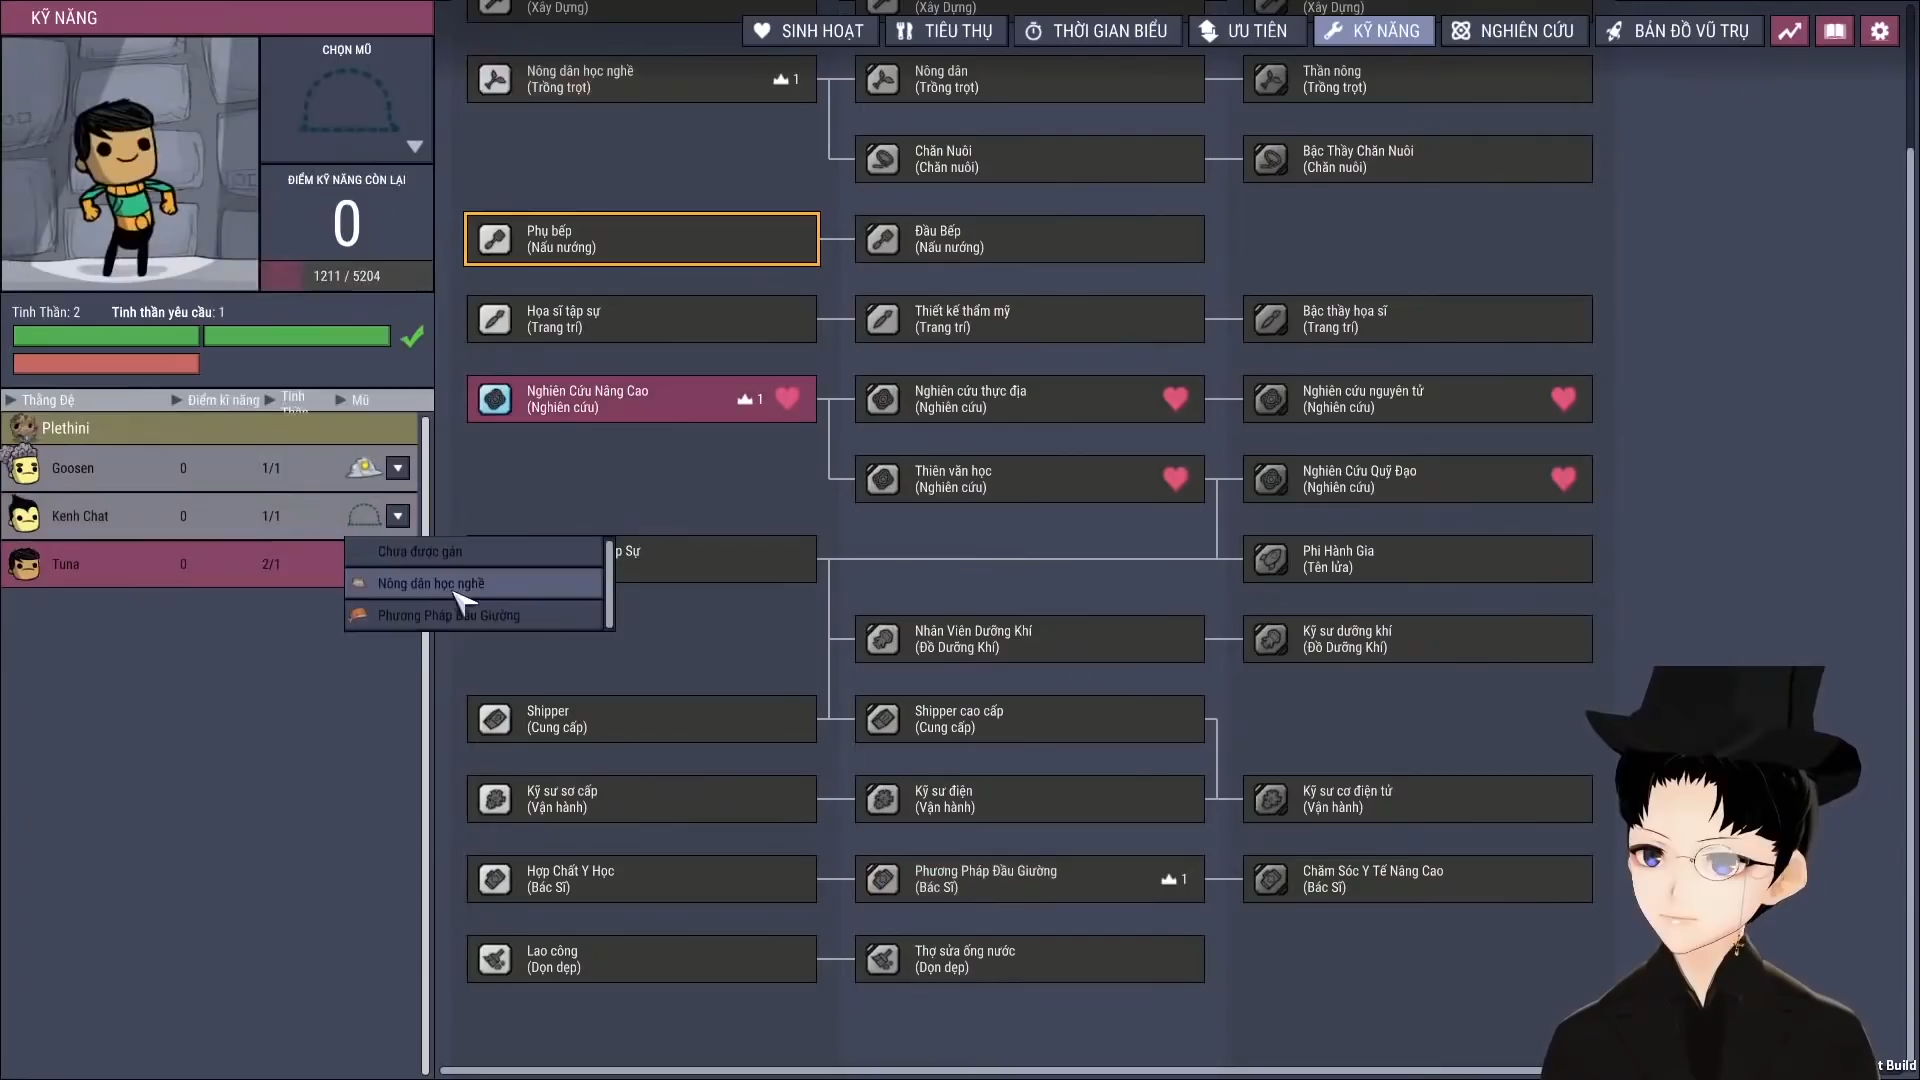 KỸ NĂNG
(Xây Dựng)
(Xây Dựng)
(Xây Dựng)
SINH HOẠT
TIÊU THỤ
THỜI GIAN BIỂU
ƯU TIÊN
KỸ NĂNG
NGHIÊN CỨU
BẢN ĐỒ VŨ TRỤ
CHỌN MŨ
ĐIỂM KỸ NĂNG CÒN LẠI
0
1211 / 5204
Tinh Thần: 2
Tinh thần yêu cầu: 1
Thằng Đệ
Điểm kĩ năng
Tinh
Thần
Mũ
Plethini
Goosen
0
1/1
Kenh Chat
0
1/1
Tuna
0
2/1
Chưa được gán
Nông dân học nghề
Phương Pháp Đầu Giường
Nông dân học nghề
(Trồng trọt)
1
Nông dân
(Trồng trọt)
Thần nông
(Trồng trọt)
Chăn Nuôi
(Chăn nuôi)
Bậc Thầy Chăn Nuôi
(Chăn nuôi)
Phụ bếp
(Nấu nướng)
Đầu Bếp
(Nấu nướng)
Họa sĩ tập sự
(Trang trí)
Thiết kế thẩm mỹ
(Trang trí)
Bậc thầy họa sĩ
(Trang trí)
Nghiên Cứu Nâng Cao
(Nghiên cứu)
1
Nghiên cứu thực địa
(Nghiên cứu)
Nghiên cứu nguyên tử
(Nghiên cứu)
Thiên văn học
(Nghiên cứu)
Nghiên Cứu Quỹ Đạo
(Nghiên cứu)
p Sự
Phi Hành Gia
(Tên lửa)
Nhân Viên Dưỡng Khí
(Đồ Dưỡng Khí)
Kỹ sư dưỡng khí
(Đồ Dưỡng Khí)
Shipper
(Cung cấp)
Shipper cao cấp
(Cung cấp)
Kỹ sư sơ cấp
(Vận hành)
Kỹ sư điện
(Vận hành)
Kỹ sư cơ điện tử
(Vận hành)
Hợp Chất Y Học
(Bác Sĩ)
Phương Pháp Đầu Giường
(Bác Sĩ)
1
Chăm Sóc Y Tế Nâng Cao
(Bác Sĩ)
Lao công
(Dọn dẹp)
Thợ sửa ống nước
(Dọn dẹp)
t Build